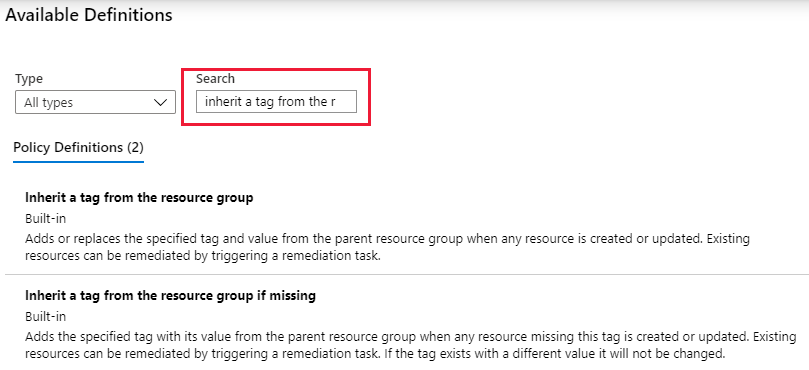 Available Definitions
Type
Search
All types
inherit a tag from the r
Policy Definitions (2)
Inherit a tag from the resource group
Built-in
Adds or replaces the specified tag and value from the parent resource group when any resource is created or updated. Existing
resources can be remediated by triggering a remediation task.
Inherit a tag from the resource group if missing
Built-in
Adds the specified tag with its value from the parent resource group when any resource missing this tag is created or updated. Existing
resources can be remediated by triggering a remediation task. If the tag exists with a different value it will not be changed.